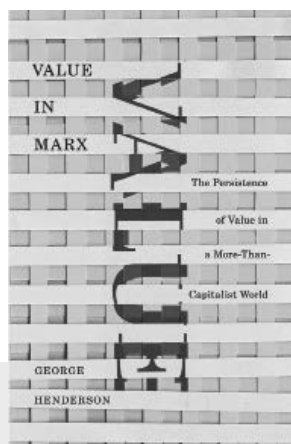 VALUE
IN
MARX
VALUE
The Persistence
of Value in
a More-Than-
Capitalist World
GEORGE
HENDERSON